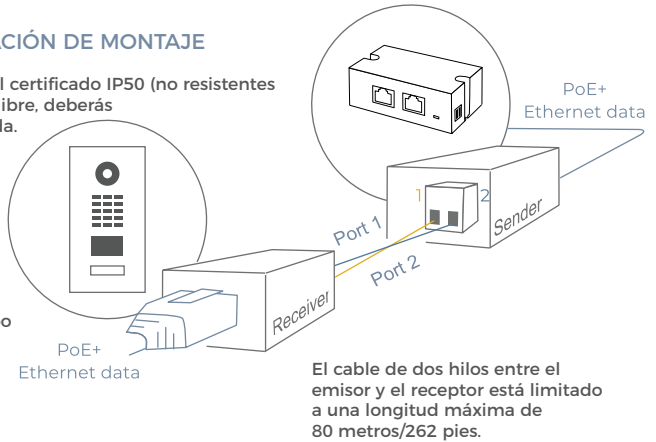 ACIÓN DE MONTAJE
l certificado IP50 (no resistentes
ibre, deberás
la.
PoE+
Ethernet data
1
2
Sender
Port 1
Port 2
Receiver
o
PoE+
Ethernet data
El cable de dos hilos entre el
emisor y el receptor está limitado
a una longitud máxima de
80 metros/262 pies.